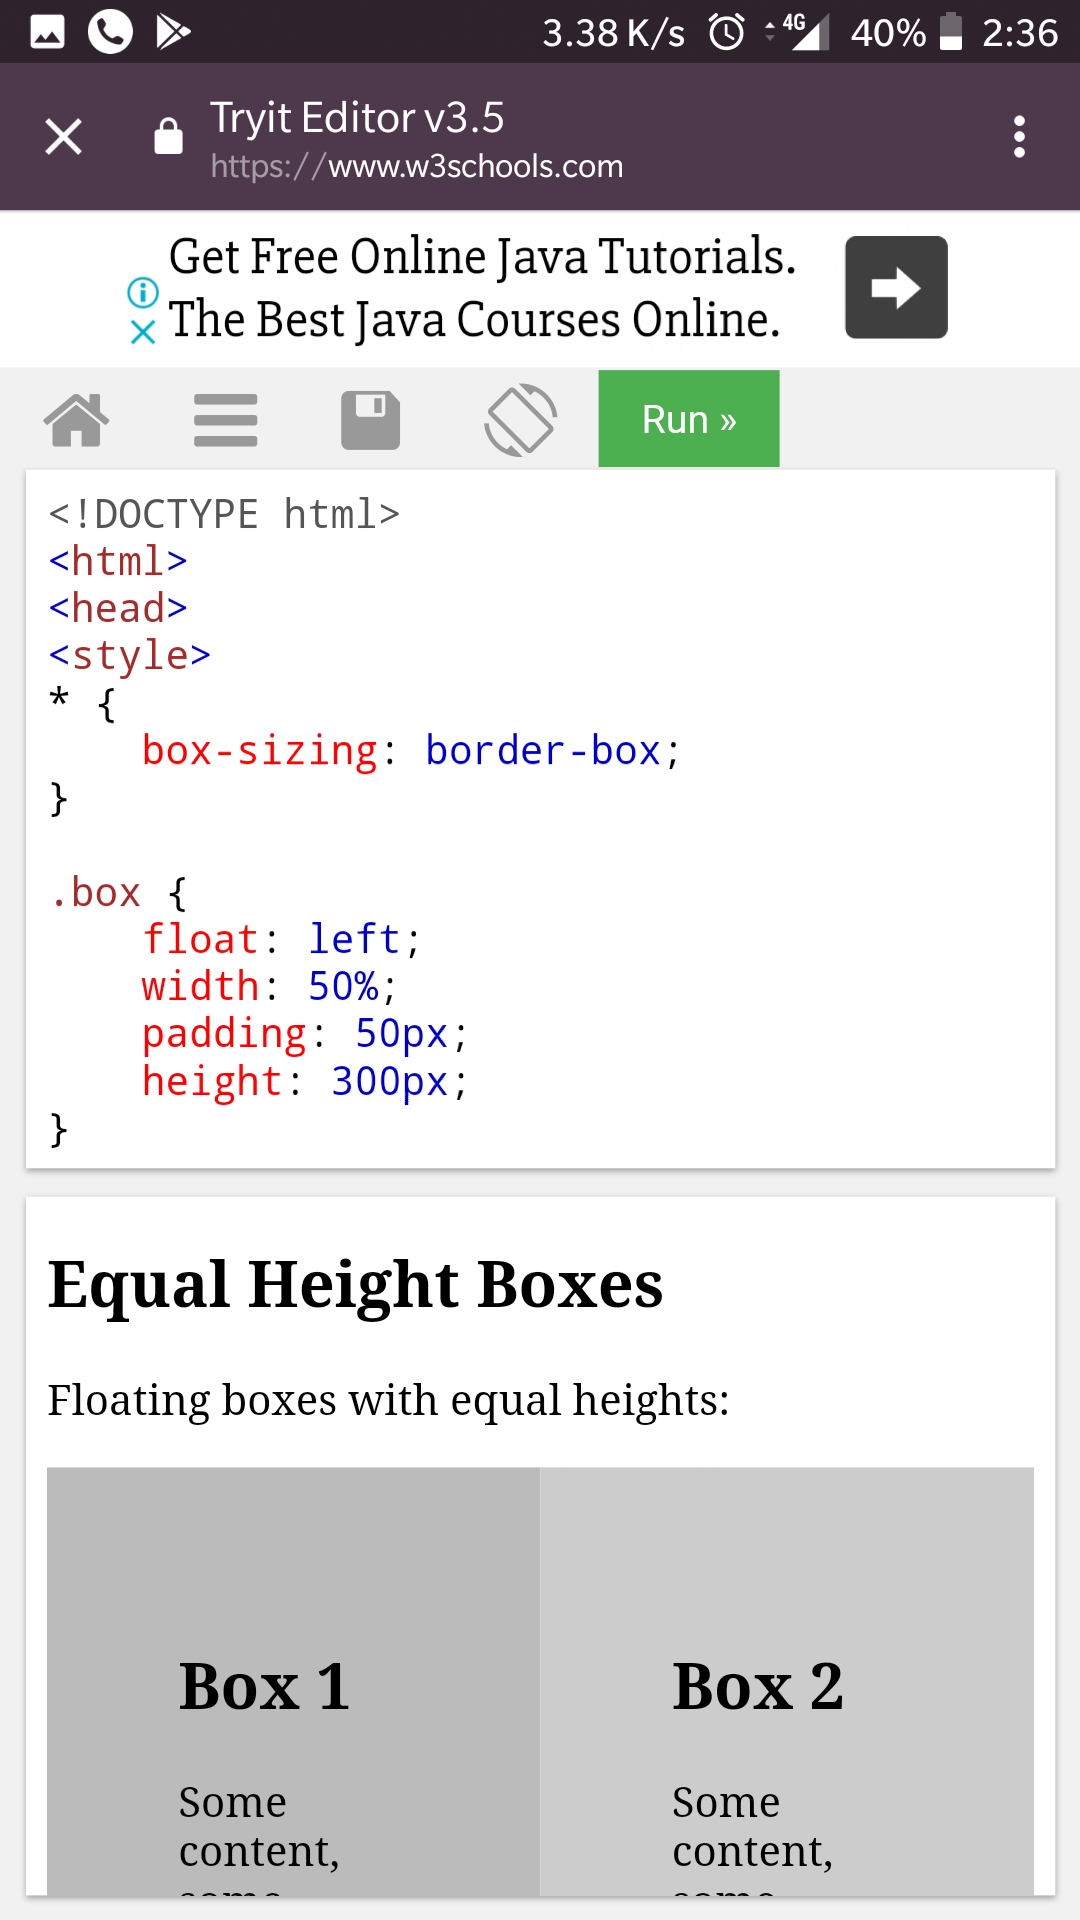 3.38 K/s 4G 40% 2:36
Tryit Editor v3.5
https://www.w3schools.com
Get Free Online Java Tutorials.
The Best Java Courses Online.
Run »
<!DOCTYPE html>
<html>
<head>
<style>
* {
    box-sizing: border-box;
}
.box {
    float: left;
    width: 50%;
    padding: 50px;
    height: 300px;
}
Equal Height Boxes
Floating boxes with equal heights:
Box 1
Some
content,
Box 2
Some
content,